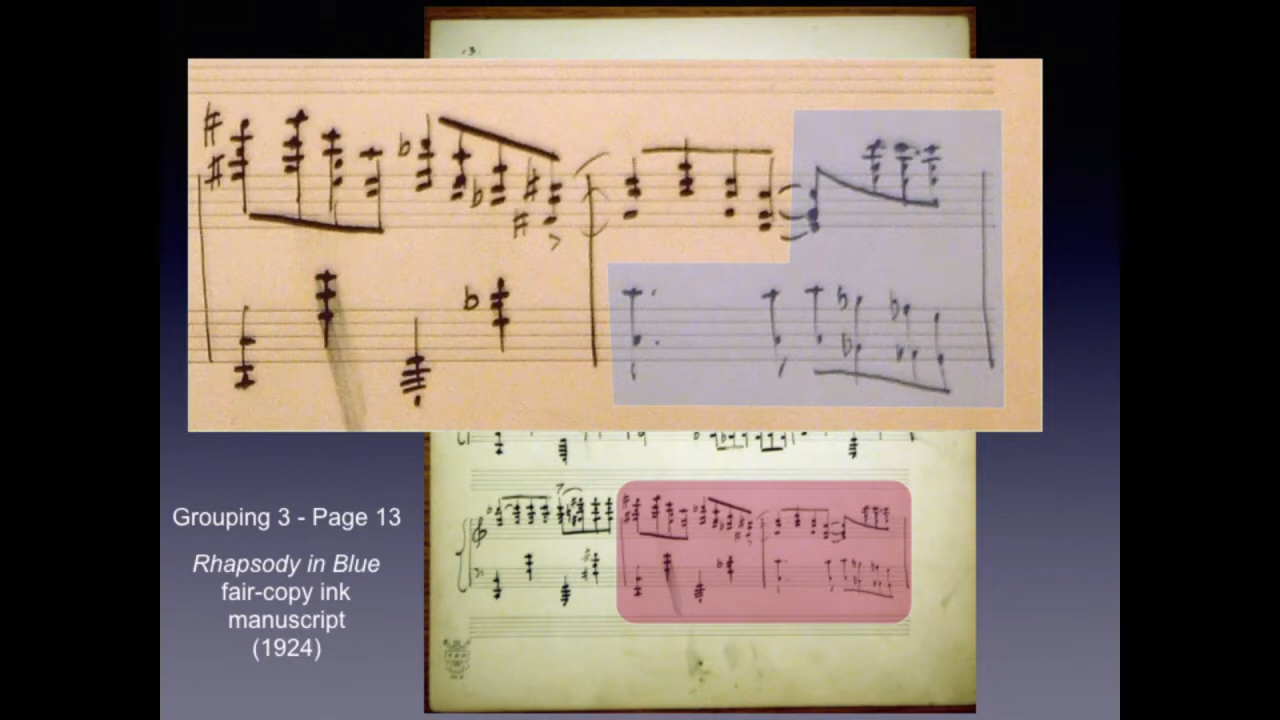 Grouping 3 - Page 13
Rhapsody in Blue
fair-copy ink
manuscript
(1924)